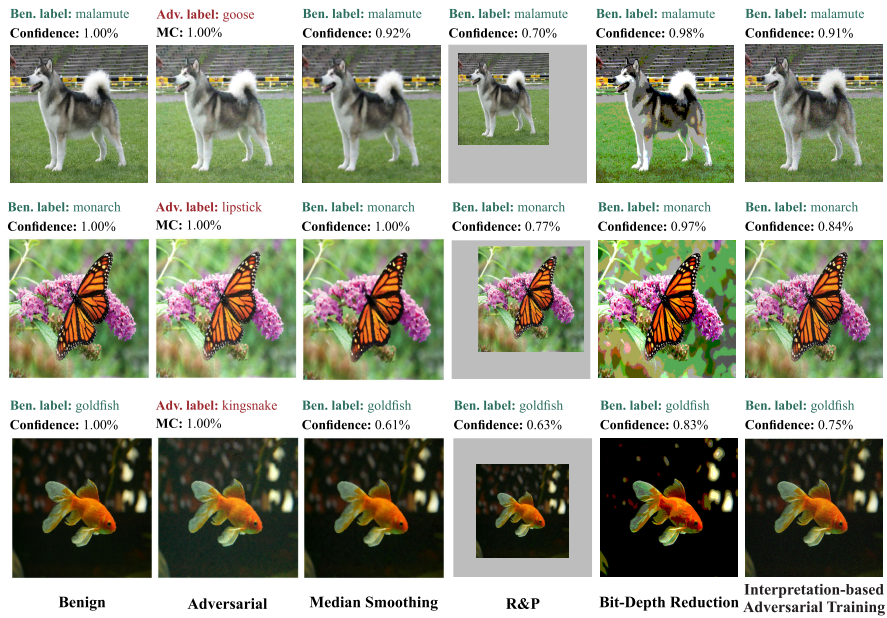 Ben. label: malamute
Confidence: 1.00%
Adv. label: goose
MC: 1.00%
Ben. label: malamute
Confidence: 0.92%
Ben. label: malamute
Confidence: 0.70%
Ben. label: malamute
Confidence: 0.98%
Ben. label: malamute
Confidence: 0.91%
Ben. label: monarch
Confidence: 1.00%
Adv. label: lipstick
MC: 1.00%
Ben. label: monarch
Confidence: 1.00%
Ben. label: monarch
Confidence: 0.77%
Ben. label: monarch
Confidence: 0.97%
Ben. label: monarch
Confidence: 0.84%
Ben. label: goldfish
Confidence: 1.00%
Adv. label: kingsnake
MC: 1.00%
Ben. label: goldfish
Confidence: 0.61%
Ben. label: goldfish
Confidence: 0.63%
Ben. label: goldfish
Confidence: 0.83%
Ben. label: goldfish
Confidence: 0.75%
Benign
Adversarial
Median Smoothing
R&P
Bit-Depth Reduction
Interpretation-based
Adversarial Training